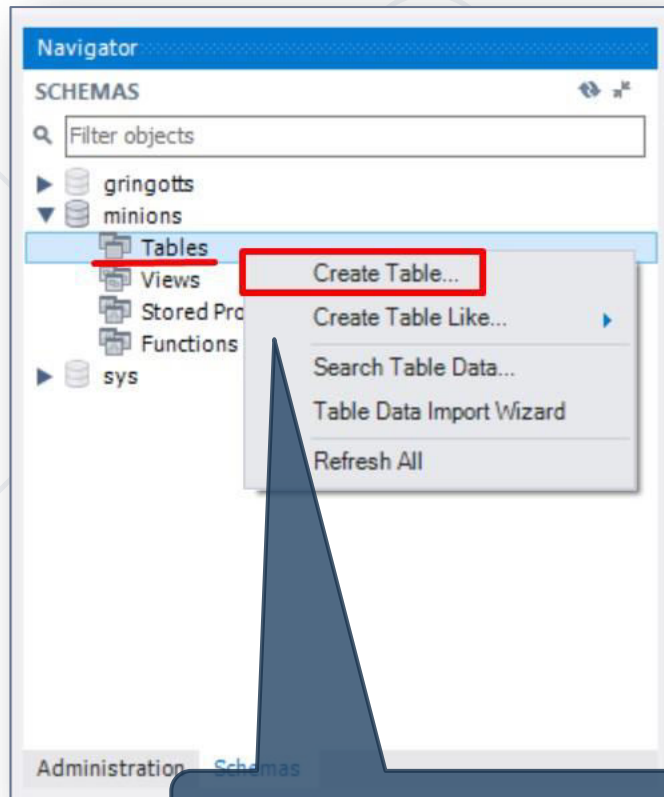 Navigator
SCHEMAS
Filter objects
gringotts
minions
Tables
Views
Stored Pro
Functions
sys
Create Table...
Create Table Like...
Search Table Data...
Table Data Import Wizard
Refresh All
Administration Schemas